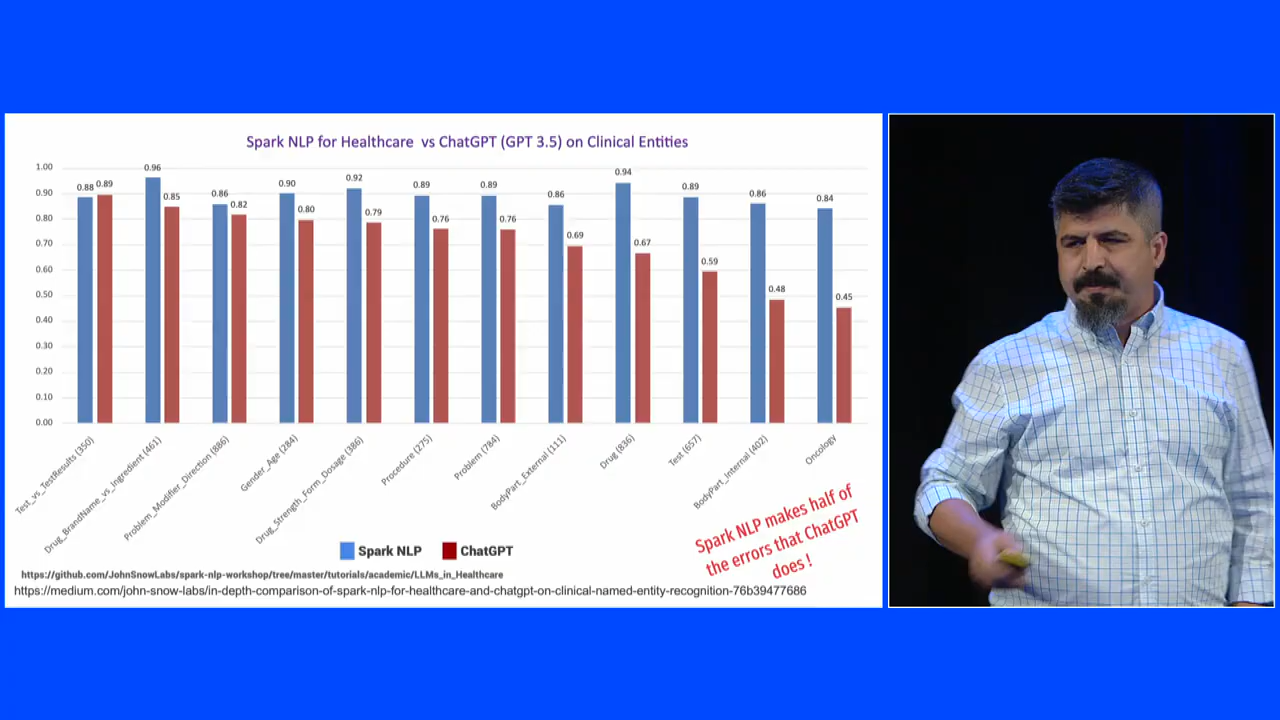 Spark NLP for Healthcare vs ChatGPT (GPT 3.5) on Clinical Entities
1.00
0.90
0.80
0.70
0.60
0.50
0.40
0.30
0.20
0.10
0.00
0.88
0.89
0.96
0.85
0.86
0.82
0.90
0.80
0.92
0.79
0.89
0.76
0.89
0.76
0.86
0.69
0.94
0.67
0.89
0.59
0.86
0.48
0.84
0.45
Test_vs_TestResults (350)
Drug_BrandName_vs_Ingredient (461)
Problem_Modifier_Direction (886)
Gender_Age (284)
Drug_Strength_Form_Dosage (386)
Procedure (275)
Problem (784)
BodyPart_External (111)
Drug (836)
Test (657)
BodyPart_Internal (402)
Oncology
Spark NLP makes half of
the errors that ChatGPT
does !
Spark NLP
ChatGPT
https://github.com/JohnSnowLabs/spark-nlp-workshop/tree/master/tutorials/academic/LLMs_in_Healthcare
https://medium.com/john-snow-labs/in-depth-comparison-of-spark-nlp-for-healthcare-and-chatgpt-on-clinical-named-entity-recognition-76b39477686